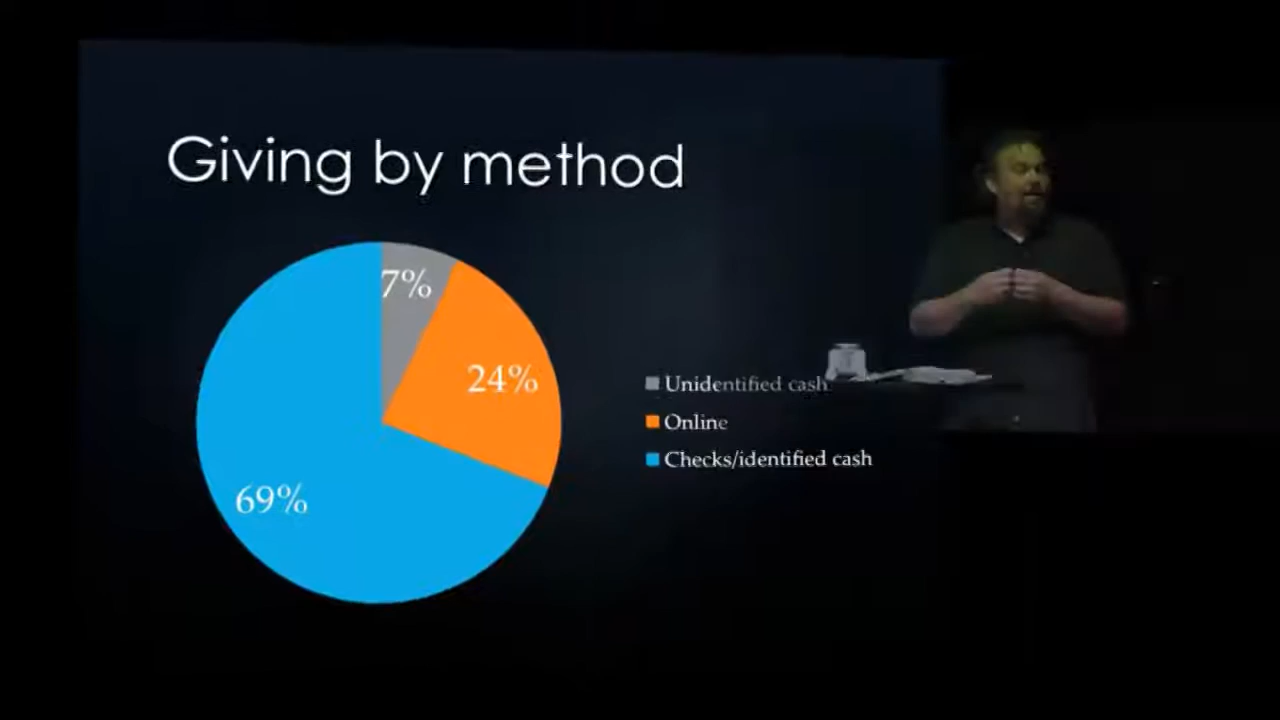 Giving by method
7%
24%
69%
Unidentified cash
Online
Checks/identified cash